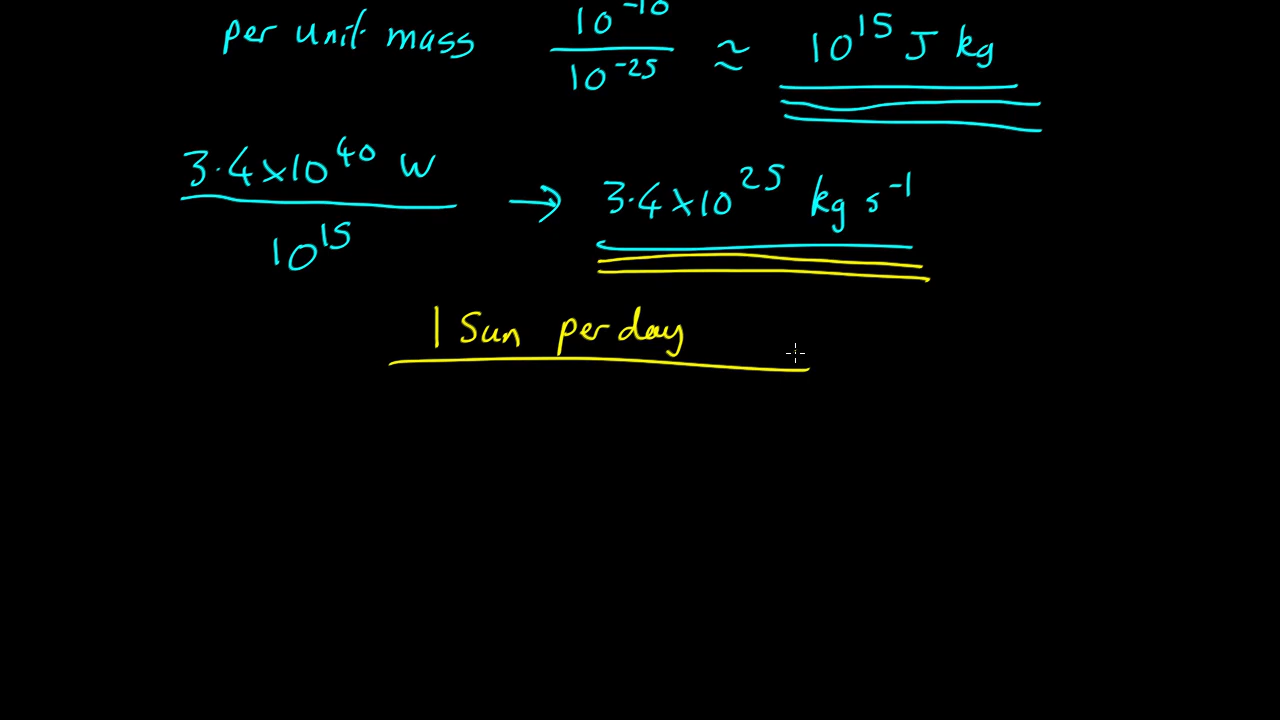 per unit mass 10^-10 / 10^-25 ≈ 10^15 J kg
3.4×10^40 W / 10^15 → 3.4×10^25 kg s^-1
1 Sun per day